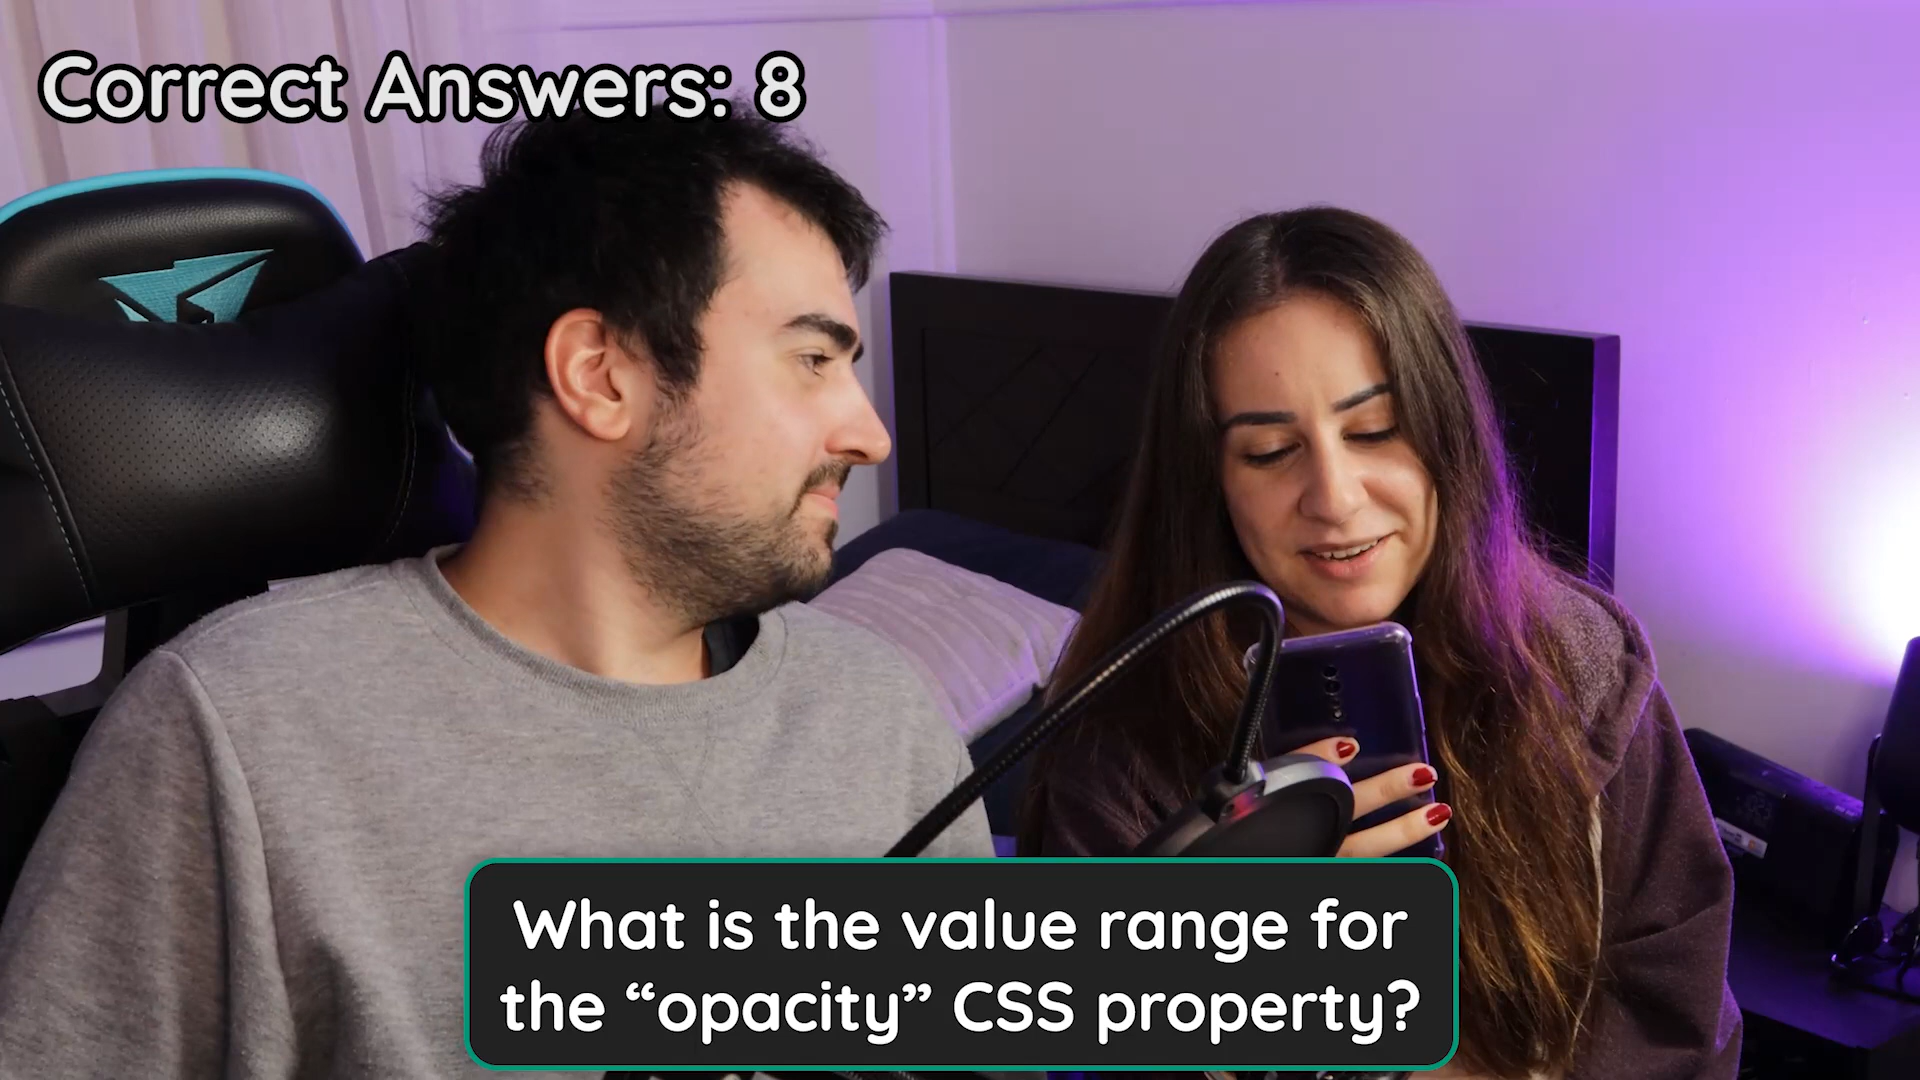 Correct Answers: 8
What is the value range for
the “opacity” CSS property?